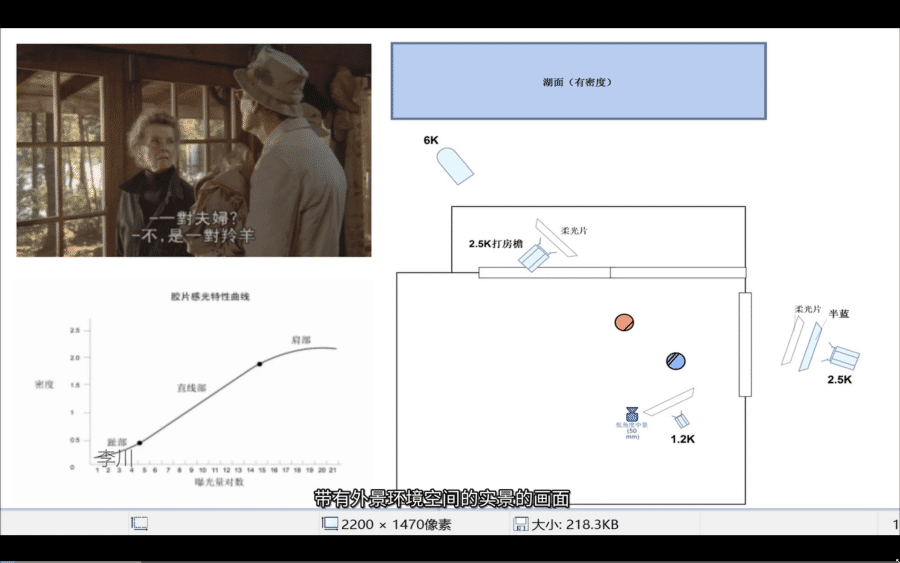 湖面（有密度）
6K
2.5K打房檐
柔光片
-一對夫婦?
-不,是一對羚羊
胶片感光特性曲线
密度
2.5
2.0
1.5
1
0.5
0
肩部
直线部
趾部
李川
1 2 3 4 5 6 7 8 9 10 11 12 13 14 15 16 17 18 19 20 21
曝光量对数
柔光片
半蓝
2.5K
低角度中景
(50
mm)
1.2K
带有外景环境空间的实景的画面
2200 × 1470像素
大小: 218.3KB
1